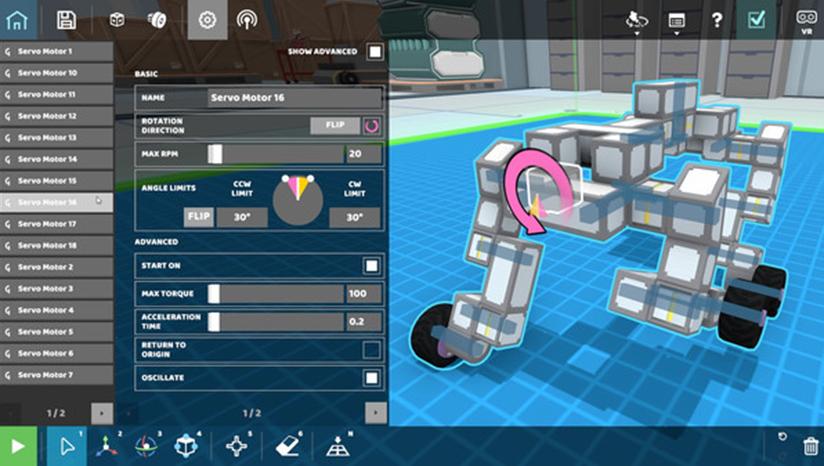 VR
Servo Motor 1
Servo Motor 10
Servo Motor 11
Servo Motor 12
Servo Motor 13
Servo Motor 14
Servo Motor 15
Servo Motor 16
Servo Motor 17
Servo Motor 18
Servo Motor 2
Servo Motor 3
Servo Motor 4
Servo Motor 5
Servo Motor 6
Servo Motor 7
1/2
SHOW ADVANCED
BASIC
NAME Servo Motor 16
ROTATION
DIRECTION FLIP
MAX RPM 20
ANGLE LIMITS
CCW
LIMIT
CW
LIMIT
FLIP 30° 30°
ADVANCED
START ON
MAX TORQUE 100
ACCELERATION
TIME 0.2
RETURN TO
ORIGIN
OSCILLATE
1/2
1 2 3 4 5 6 N